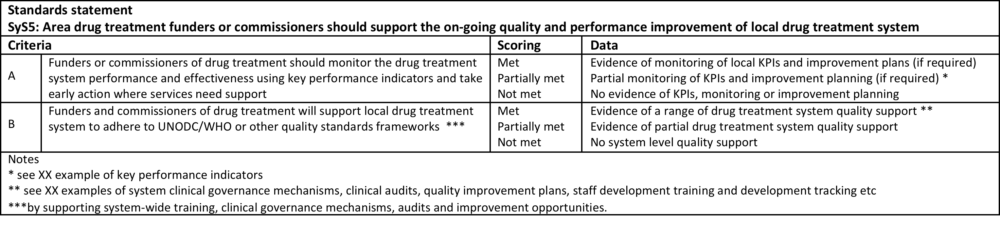 Standards statement
SyS5: Area drug treatment funders or commissioners should support the on-going quality and performance improvement of local drug treatment system
Criteria
Scoring
Data
A
Funders or commissioners of drug treatment should monitor the drug treatment
system performance and effectiveness using key performance indicators and take
early action where services need support
Met
Partially met
Not met
Evidence of monitoring of local KPIs and improvement plans (if required)
Partial monitoring of KPIs and improvement planning (if required) *
No evidence of KPIs, monitoring or improvement planning
B
Funders and commissioners of drug treatment will support local drug treatment
system to adhere to UNODC/WHO or other quality standards frameworks  ***
Met
Partially met
Not met
Evidence of a range of drug treatment system quality support **
Evidence of partial drug treatment system quality support
No system level quality support
Notes
* see XX example of key performance indicators
** see XX examples of system clinical governance mechanisms, clinical audits, quality improvement plans, staff development training and development tracking etc
***by supporting system-wide training, clinical governance mechanisms, audits and improvement opportunities.